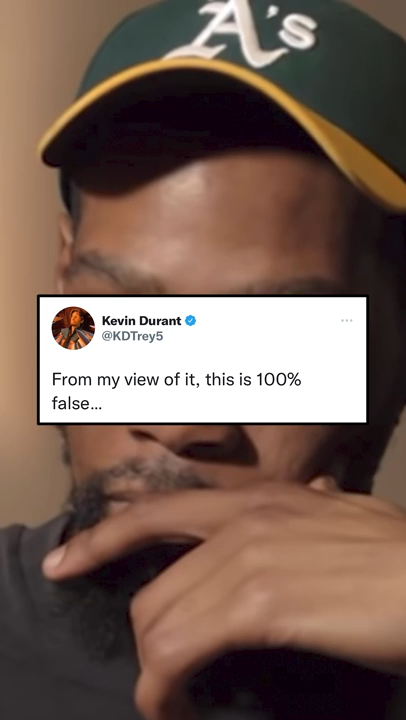 A's
Kevin Durant
@KDTrey5
From my view of it, this is 100%
false...